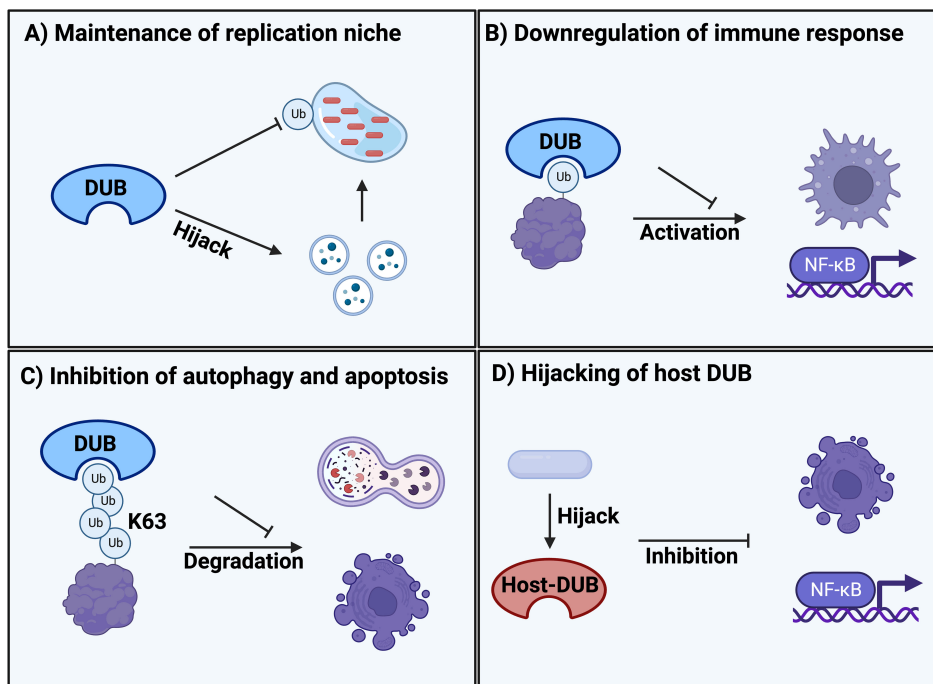 A) Maintenance of replication niche
Ub
DUB
Hijack
B) Downregulation of immune response
DUB
Ub
Activation
NF-κB
C) Inhibition of autophagy and apoptosis
DUB
Ub
Ub
Ub
K63
Ub
Degradation
D) Hijacking of host DUB
Hijack
Host-DUB
Inhibition
NF-κB